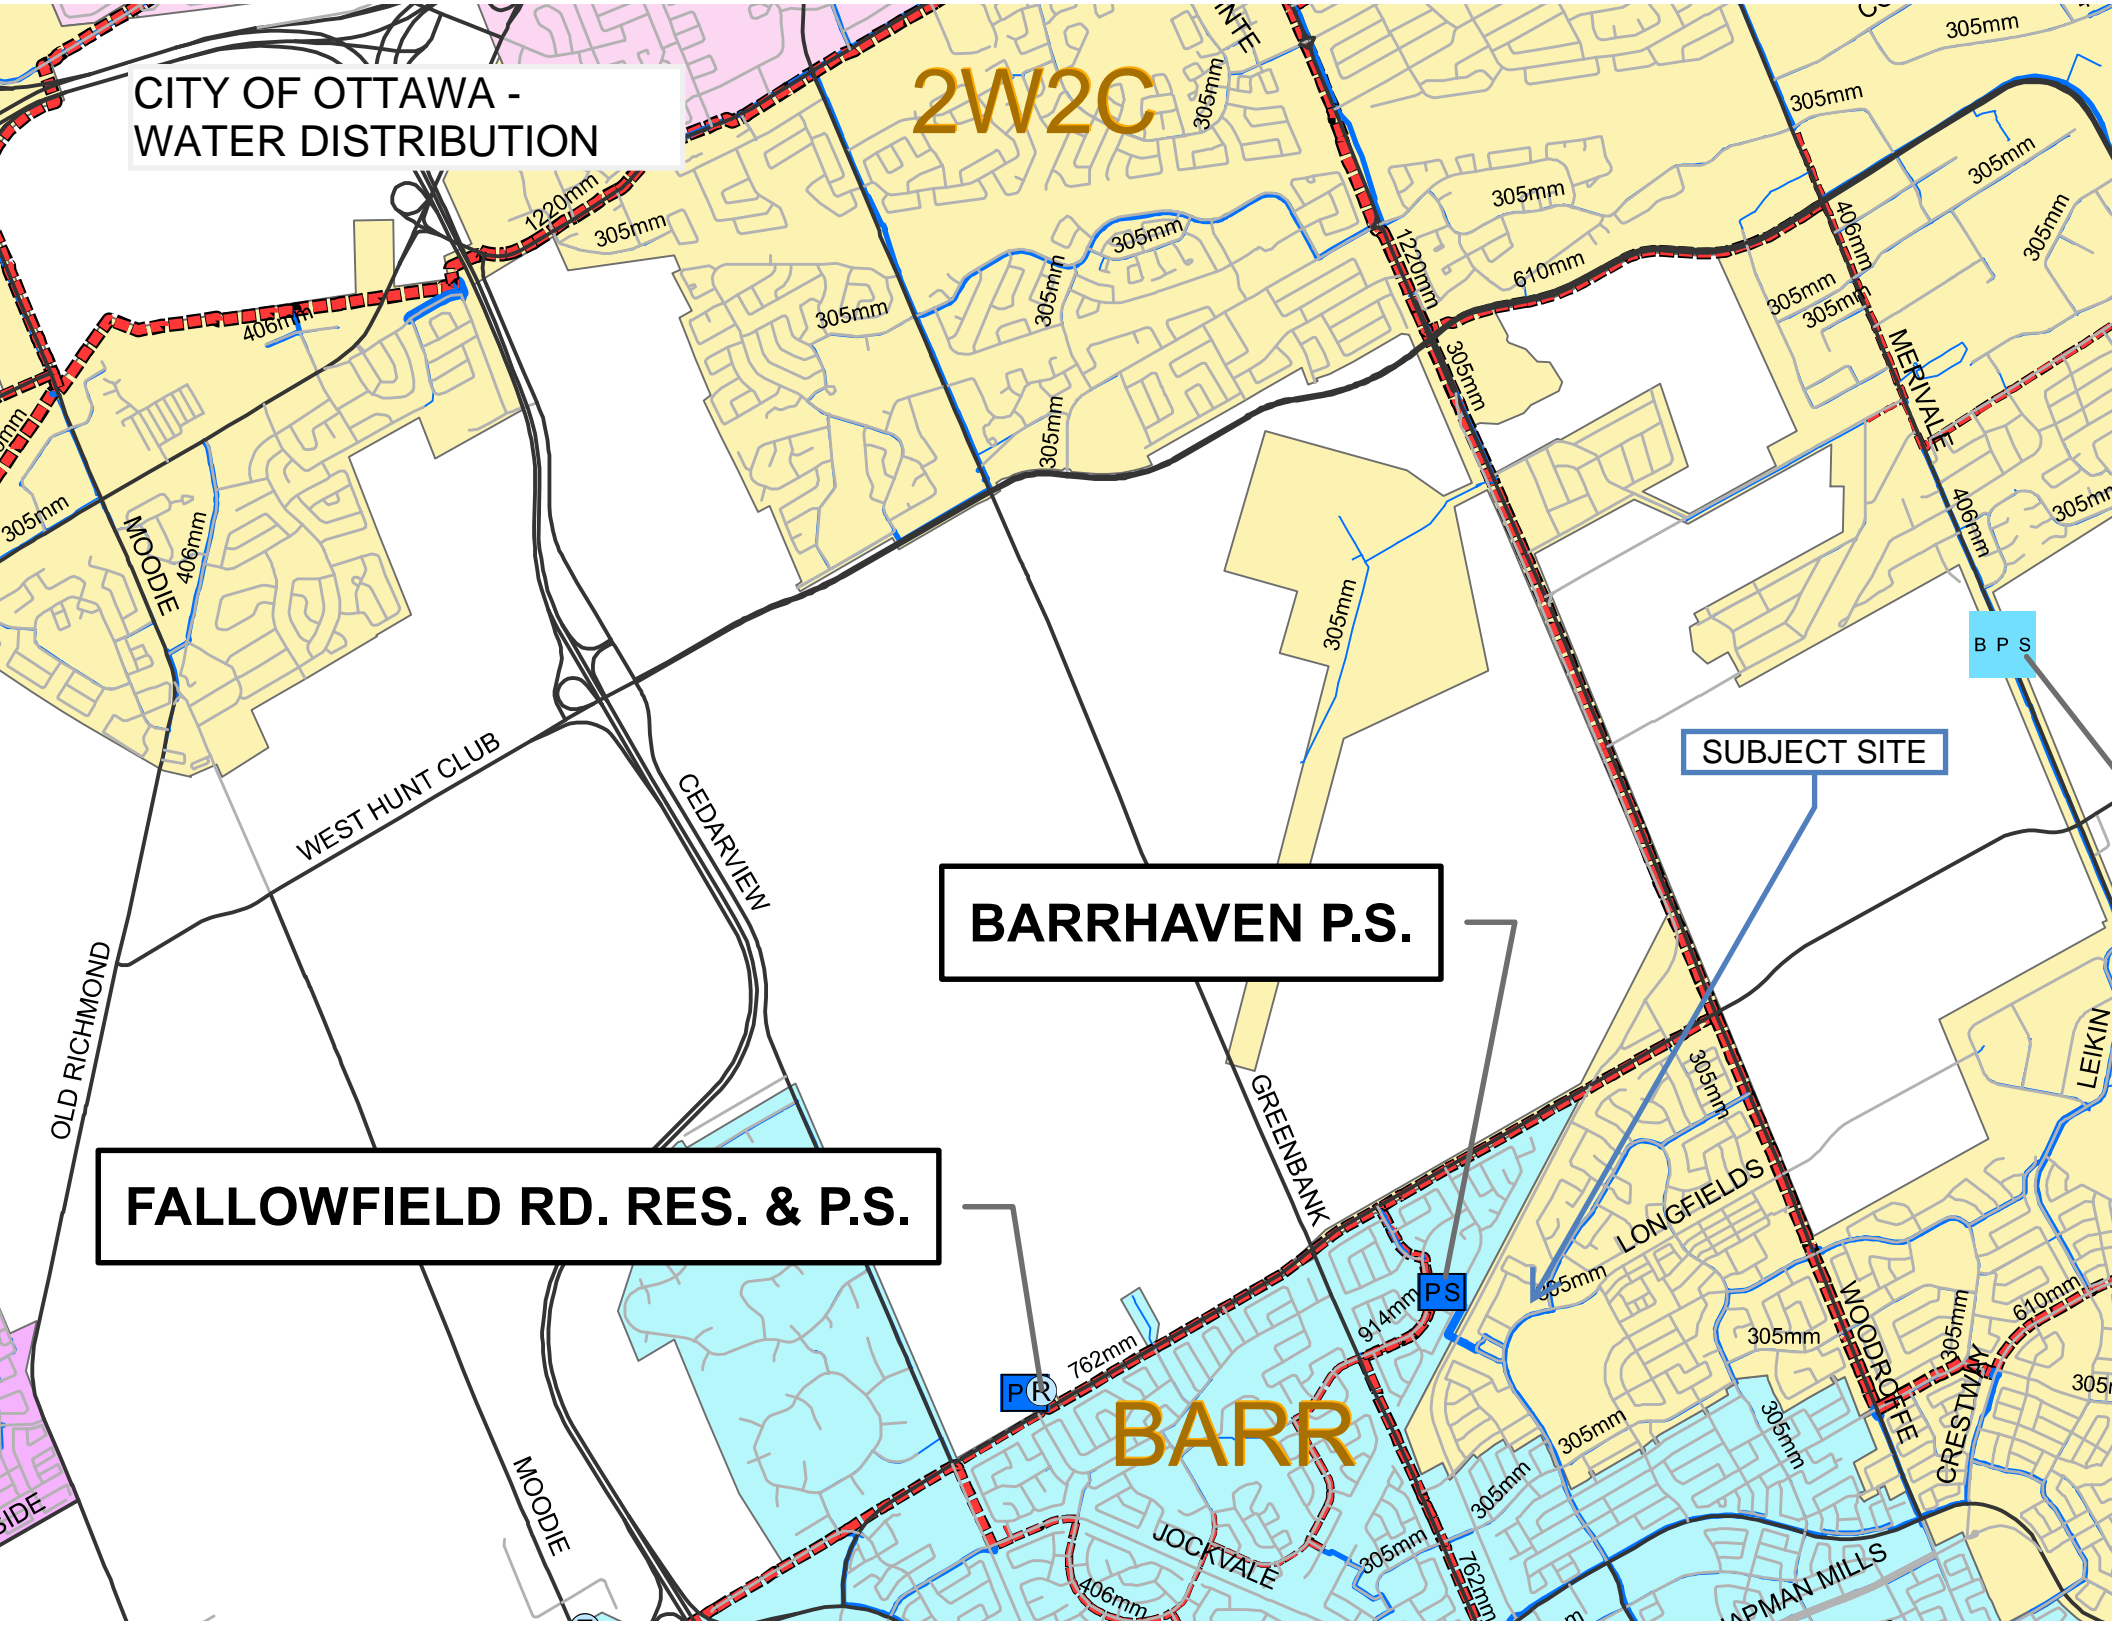 CITY OF OTTAWA -
WATER DISTRIBUTION
2W2C
305mm
305mm
305mm
305mm
305mm
1220mm
305mm
305mm
305mm
1220mm
610mm
406mm
305mm
305mm
305mm
406mm
305mm
305mm
305mm
MERIVALE
305mm
305mm
406mm
MOODIE
406mm
305mm
B P S
SUBJECT SITE
WEST HUNT CLUB
CEDARVIEW
BARRHAVEN P.S.
OLD RICHMOND
GREENBANK
305mm
LEIKIN
FALLOWFIELD RD. RES. & P.S.
LONGFIELDS
PS
914mm
305mm
305mm
WOODROFFE
305mm
610mm
CRESTWAY
762mm
P R
BARR
305mm
305mm
305mm
MOODIE
JOCKVALE
305mm
406mm
762mm